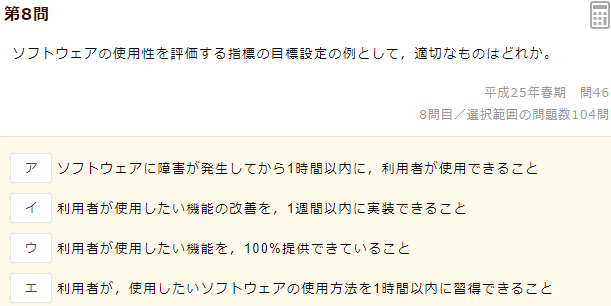 第8問
ソフトウェアの使用性を評価する指標の目標設定の例として，適切なものはどれか。
平成25年春期　問46
8問目／選択範囲の問題数104問
ア ソフトウェアに障害が発生してから1時間以内に，利用者が使用できること
イ 利用者が使用したい機能の改善を，1週間以内に実装できること
ウ 利用者が使用したい機能を，100%提供できていること
エ 利用者が，使用したいソフトウェアの使用方法を1時間以内に習得できること